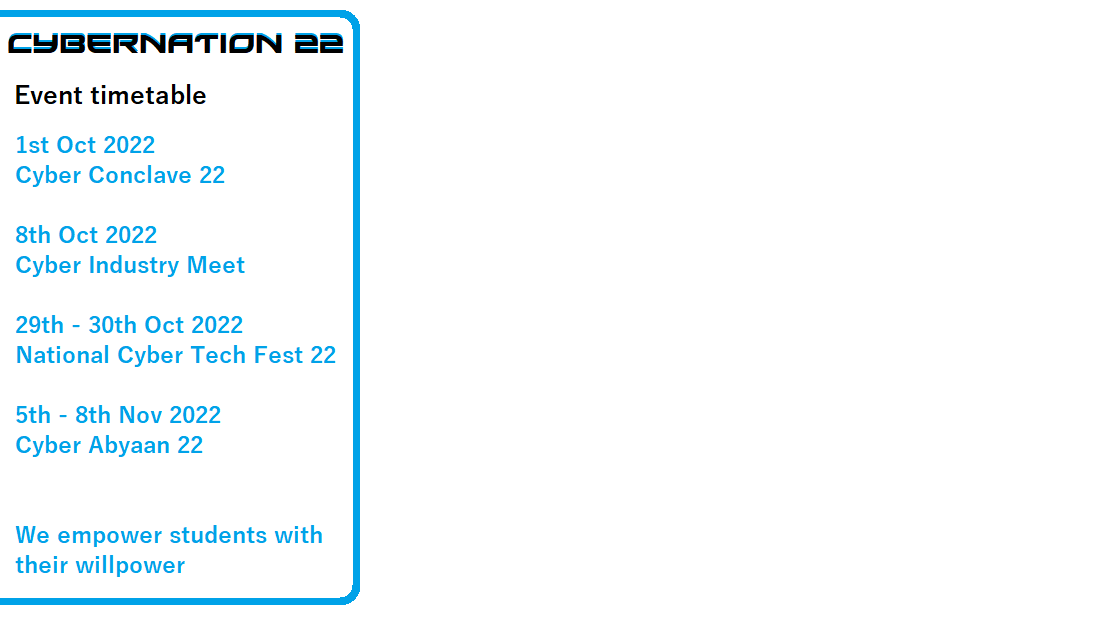 CYBERNATION 22
Event timetable
1st Oct 2022
Cyber Conclave 22
8th Oct 2022
Cyber Industry Meet
29th - 30th Oct 2022
National Cyber Tech Fest 22
5th - 8th Nov 2022
Cyber Abyaan 22
We empower students with
their willpower